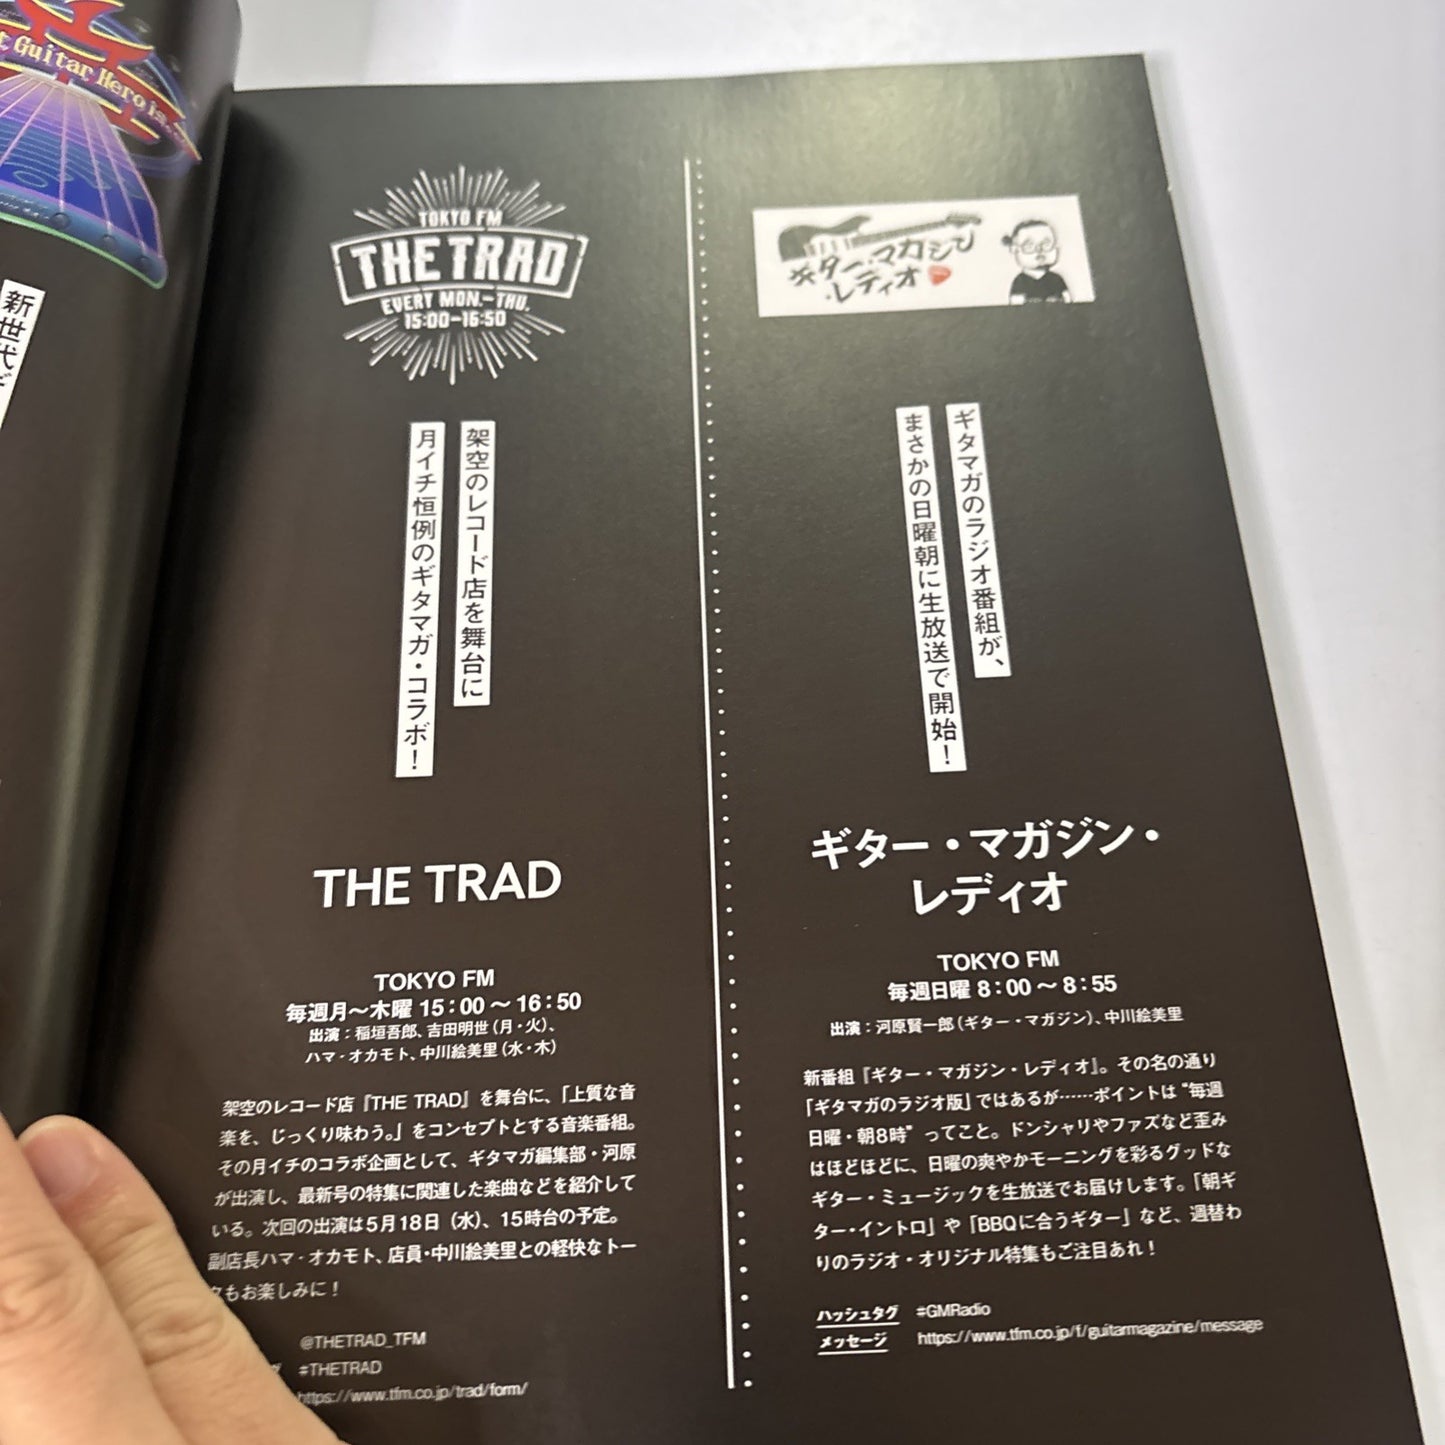 t Guitar Hero is...
新世代ギ
TOKYO FM
THE TRAD
EVERY MON.–THU.
15:00–16:50
架空のレコード店を舞台に
月イチ恒例のギタマガ・コラボ！
THE TRAD
TOKYO FM
毎週月〜木曜 15：00 〜 16：50
出演：稲垣吾郎、吉田明世（月・火）、
ハマ・オカモト、中川絵美里（水・木）
架空のレコード店『THE TRAD』を舞台に、「上質な音
楽を、じっくり味わう。」をコンセプトとする音楽番組。
その月イチのコラボ企画として、ギタマガ編集部・河原
が出演し、最新号の特集に関連した楽曲などを紹介して
いる。次回の出演は5月18日（水）、15時台の予定。
副店長ハマ・オカモト、店員・中川絵美里との軽快なトー
クもお楽しみに！
@THETRAD_TFM
グ #THETRAD
https://www.tfm.co.jp/trad/form/
ギター・マガジン
・レディオ
ギタマガのラジオ番組が、
まさかの日曜朝に生放送で開始！
ギター・マガジン・
レディオ
TOKYO FM
毎週日曜 8：00 〜 8：55
出演：河原賢一郎（ギター・マガジン）、中川絵美里
新番組『ギター・マガジン・レディオ』。その名の通り
「ギタマガのラジオ版」ではあるが……ポイントは“毎週
日曜・朝8時”ってこと。ドンシャリやファズなど歪み
はほどほどに、日曜の爽やかモーニングを彩るグッドな
ギター・ミュージックを生放送でお届けします。「朝ギ
ター・イントロ」や「BBQに合うギター」など、週替わ
りのラジオ・オリジナル特集もご注目あれ！
ハッシュタグ #GMRadio
メッセージ https://www.tfm.co.jp/f/guitarmagazine/message